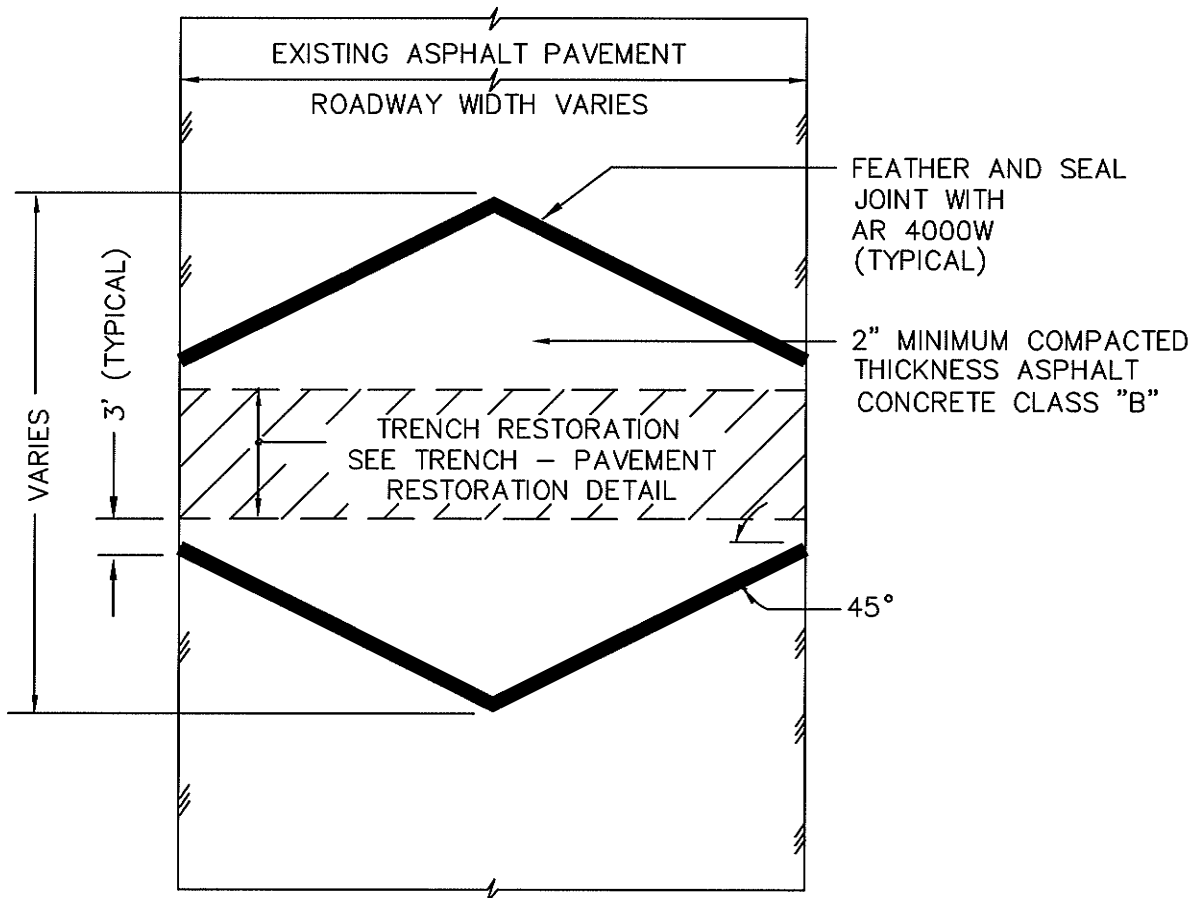 EXISTING ASPHALT PAVEMENT
ROADWAY WIDTH VARIES
FEATHER AND SEAL
JOINT WITH
AR 4000W
(TYPICAL)
2" MINIMUM COMPACTED
THICKNESS ASPHALT
CONCRETE CLASS "B"
VARIES
3' (TYPICAL)
TRENCH RESTORATION
SEE TRENCH – PAVEMENT
RESTORATION DETAIL
45°